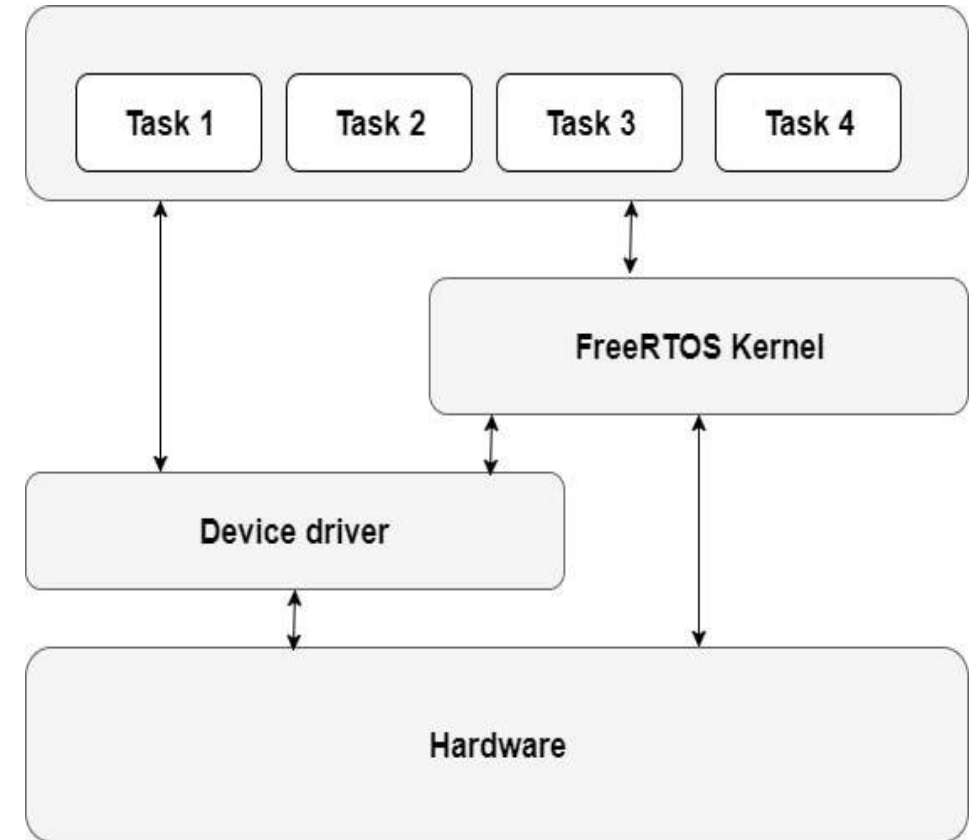 Task 1 Task 2 Task 3 Task 4
FreeRTOS Kernel
Device driver
Hardware